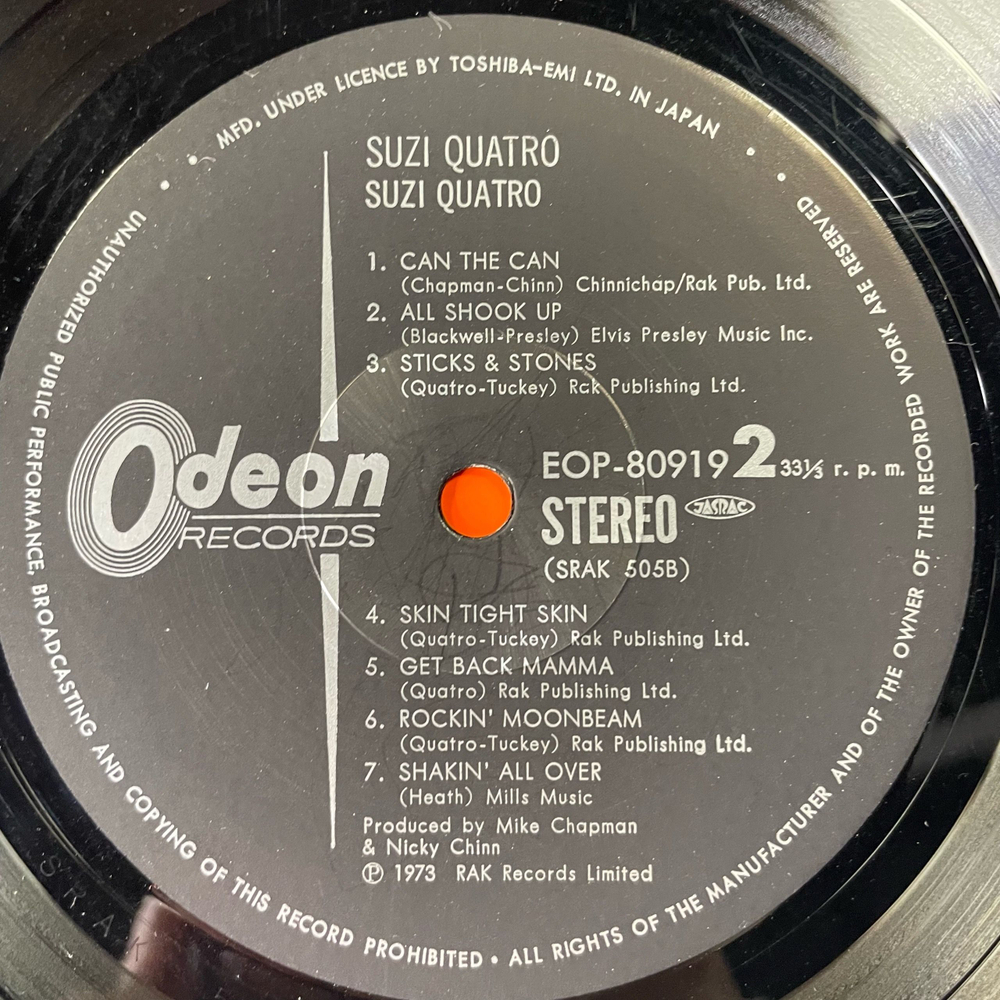 MFD. UNDER LICENCE BY TOSHIBA-EMI LTD. IN JAPAN
SUZI QUATRO
SUZI QUATRO
1. CAN THE CAN
(Chapman-Chinn) Chinnichap/Rak Pub. Ltd.
2. ALL SHOOK UP
(Blackwell-Presley) Elvis Presley Music Inc.
3. STICKS & STONES
(Quatro-Tuckey) Rak Publishing Ltd.
Odeon
RECORDS
EOP-80919 2 33⅓ r. p. m.
STEREO JASRAC
(SRAK 505B)
4. SKIN TIGHT SKIN
(Quatro-Tuckey) Rak Publishing Ltd.
5. GET BACK MAMMA
(Quatro) Rak Publishing Ltd.
6. ROCKIN' MOONBEAM
(Quatro-Tuckey) Rak Publishing Ltd.
7. SHAKIN' ALL OVER
(Heath) Mills Music
Produced by Mike Chapman
& Nicky Chinn
℗ 1973 RAK Records Limited
UNAUTHORIZED PUBLIC PERFORMANCE, BROADCASTING AND COPYING OF THIS RECORD PROHIBITED • ALL RIGHTS OF THE MANUFACTURER AND OF THE OWNER OF THE RECORDED WORK ARE RESERVED
SRAK